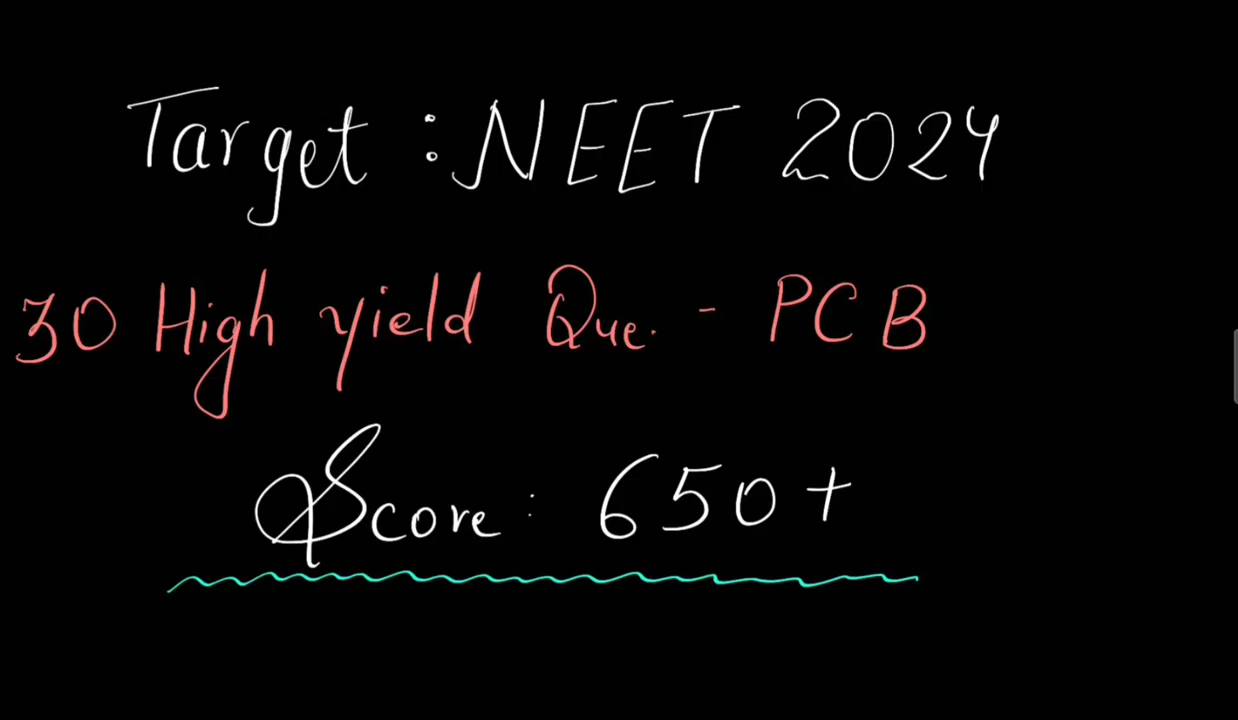 Target : NEET 2024
30 High yield Que. - PCB
Score : 650+